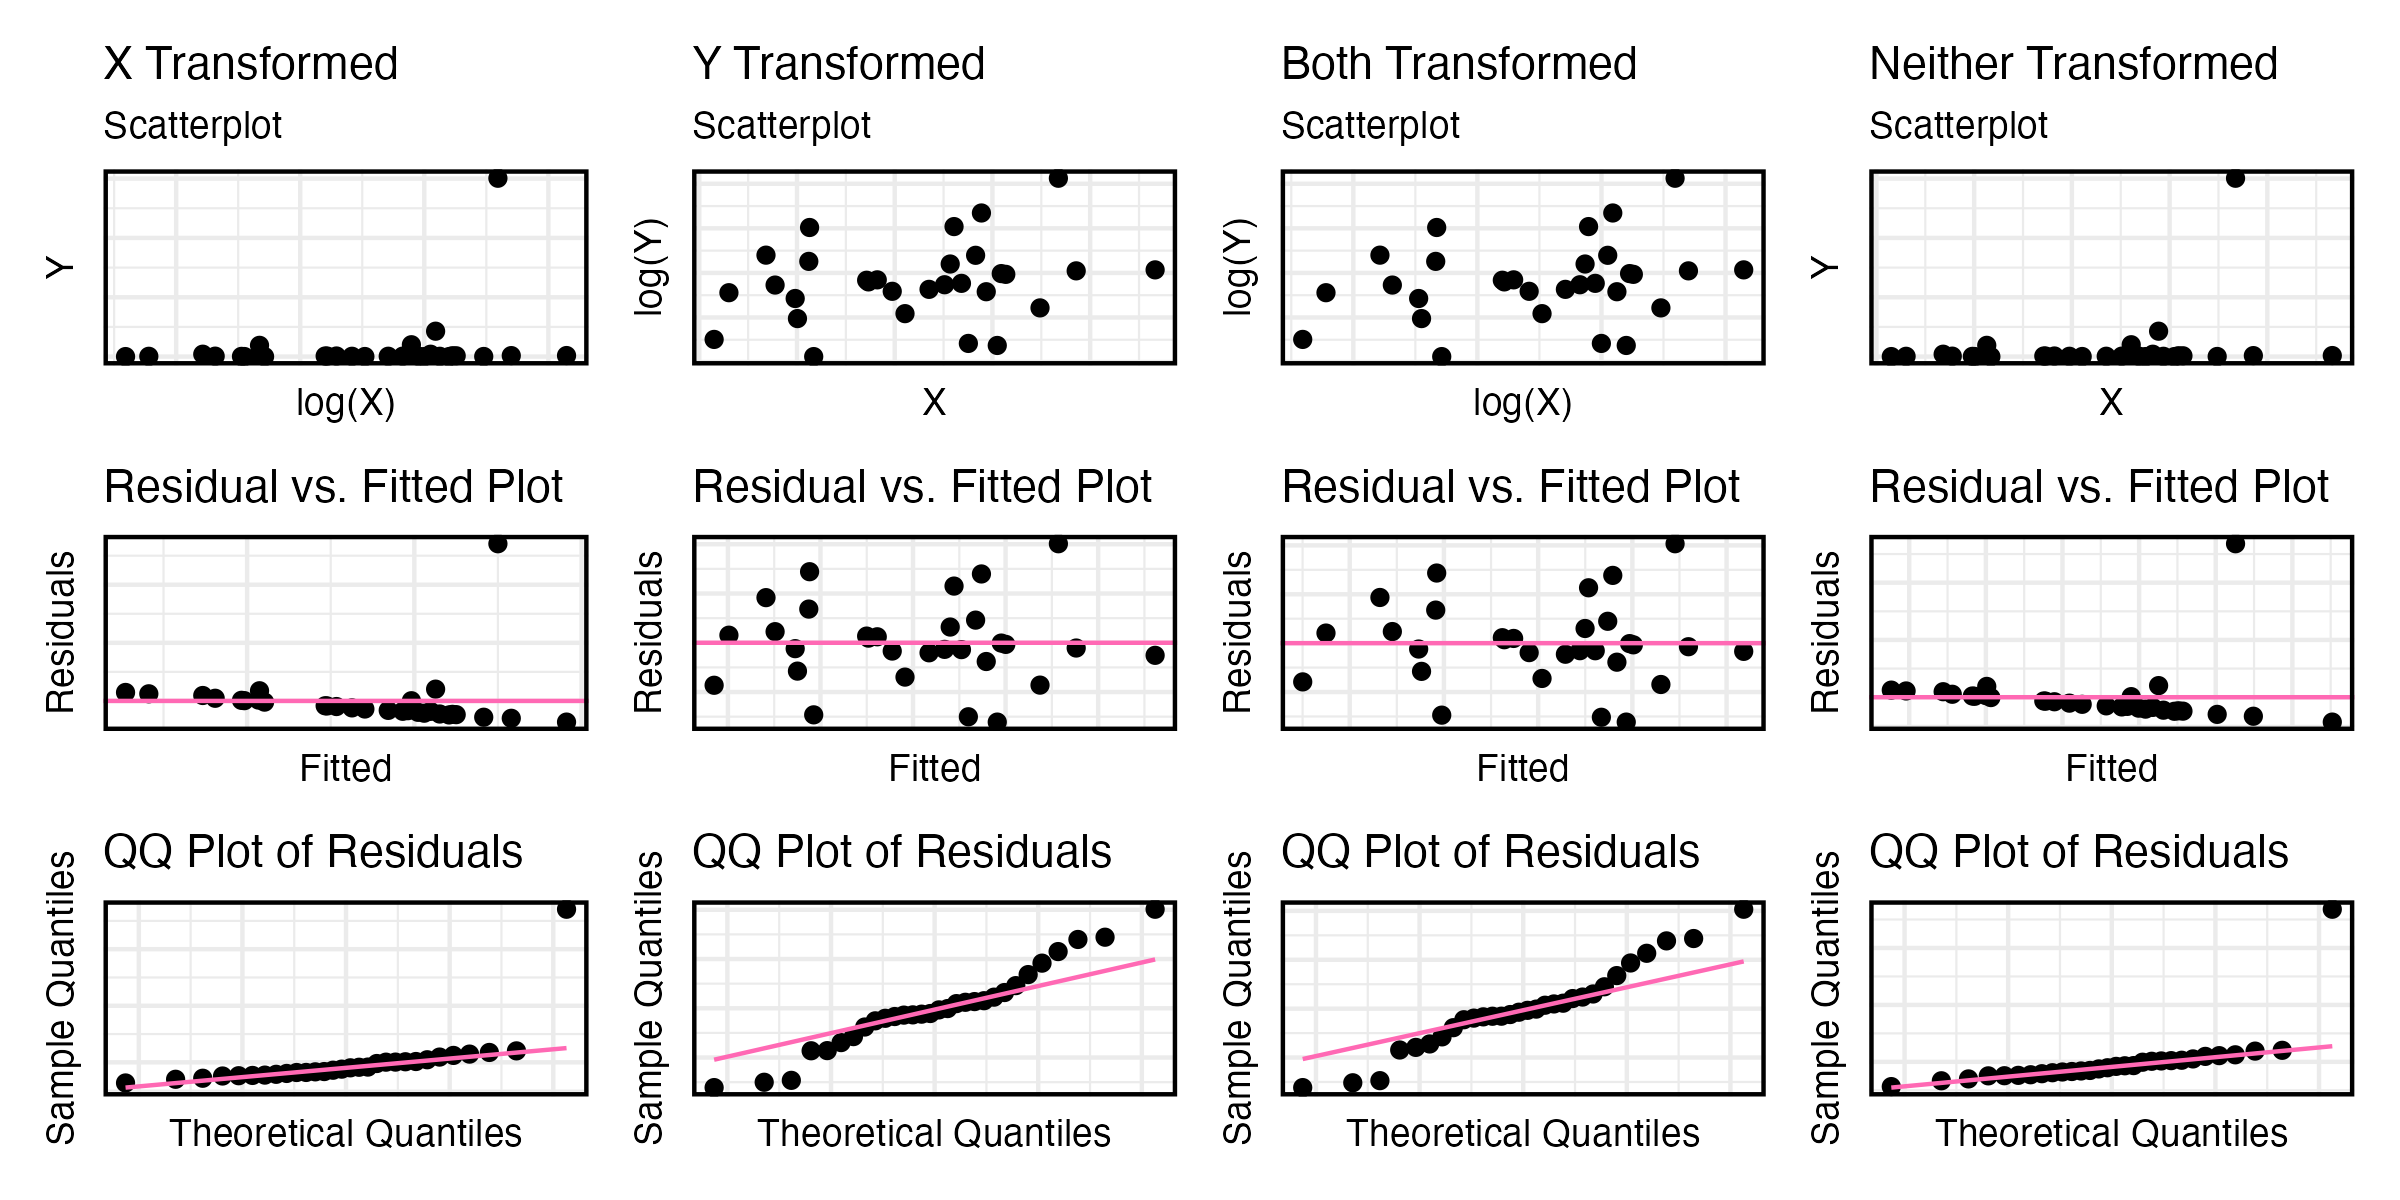 X Transformed
Y Transformed
Both Transformed
Neither Transformed
Scatterplot
Scatterplot
Scatterplot
Scatterplot
Y
log(Y)
log(Y)
Y
log(X)
X
log(X)
X
Residual vs. Fitted Plot
Residual vs. Fitted Plot
Residual vs. Fitted Plot
Residual vs. Fitted Plot
Residuals
Residuals
Residuals
Residuals
Fitted
Fitted
Fitted
Fitted
QQ Plot of Residuals
QQ Plot of Residuals
QQ Plot of Residuals
QQ Plot of Residuals
Sample Quantiles
Sample Quantiles
Sample Quantiles
Sample Quantiles
Theoretical Quantiles
Theoretical Quantiles
Theoretical Quantiles
Theoretical Quantiles